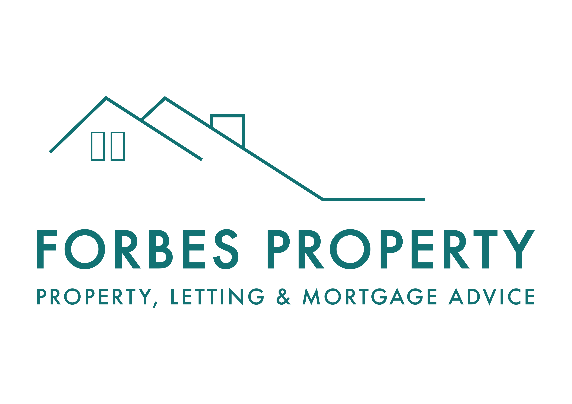 FORBES PROPERTY
PROPERTY, LETTING & MORTGAGE ADVICE